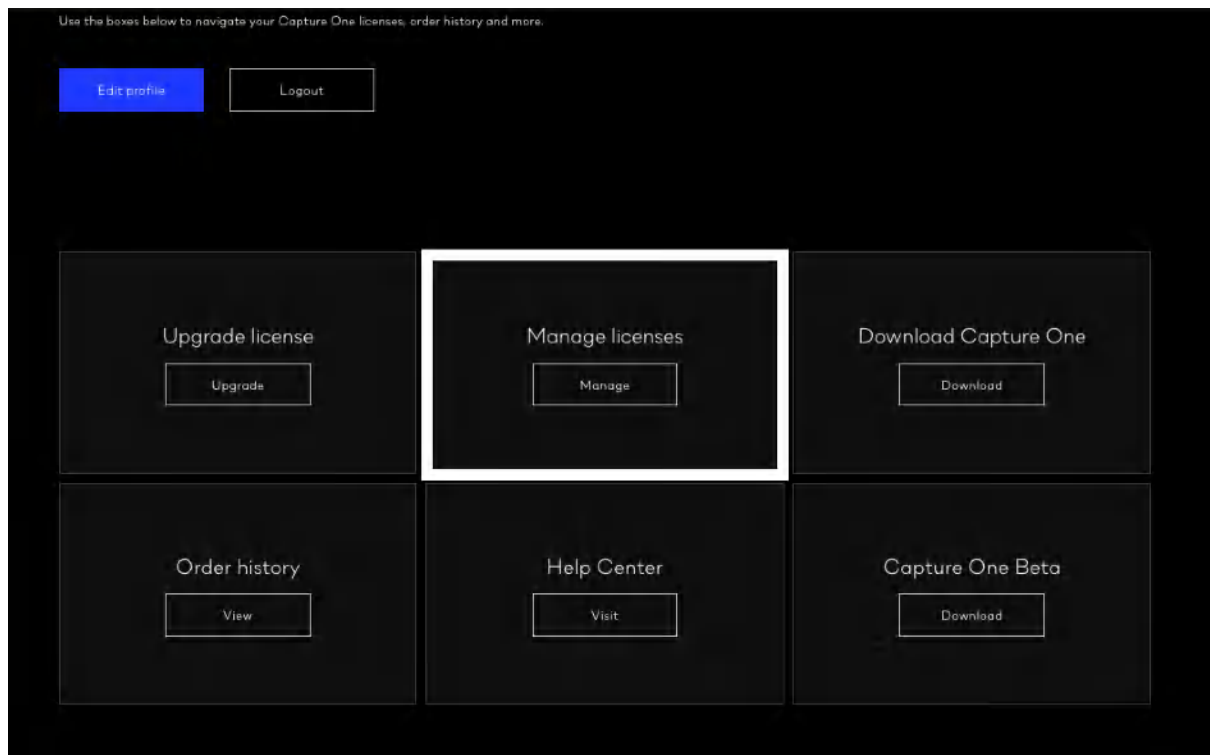 Use the boxes below to navigate your Capture One licenses, order history and more.
Edit profile
Logout
Upgrade license
Manage licenses
Download Capture One
Upgrade
Manage
Download
Order history
Help Center
Capture One Beta
View
Visit
Download